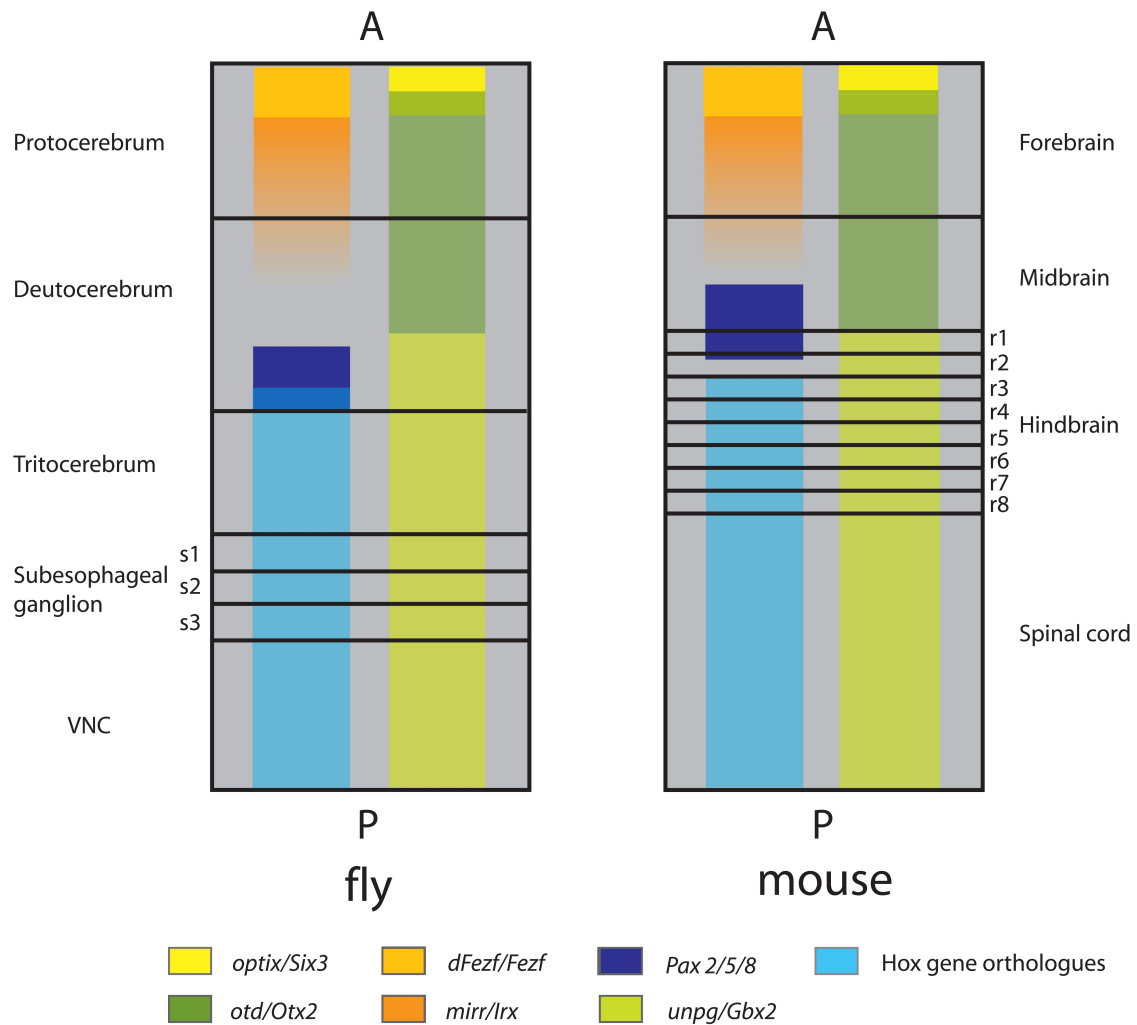 A
A
Protocerebrum
Deutocerebrum
Tritocerebrum
s1
Subesophageal
ganglion
s2
s3
VNC
Forebrain
Midbrain
r1
r2
r3
r4
Hindbrain
r5
r6
r7
r8
Spinal cord
P
P
fly
mouse
optix/Six3
dFezf/Fezf
Pax 2/5/8
Hox gene orthologues
otd/Otx2
mirr/Irx
unpg/Gbx2